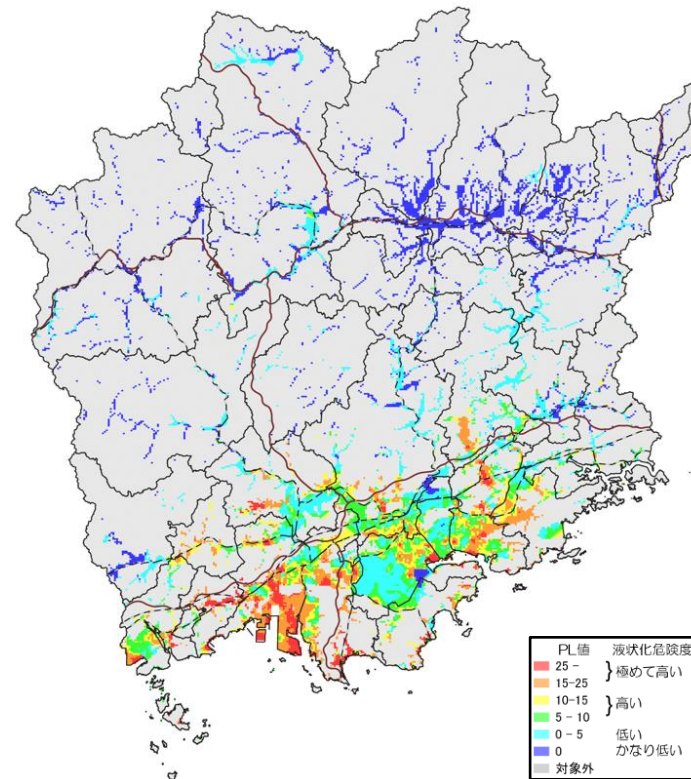 PL値 液状化危険度
25 - } 極めて高い
15-25
10-15 } 高い
5 - 10
0 - 5 低い
0 かなり低い
対象外